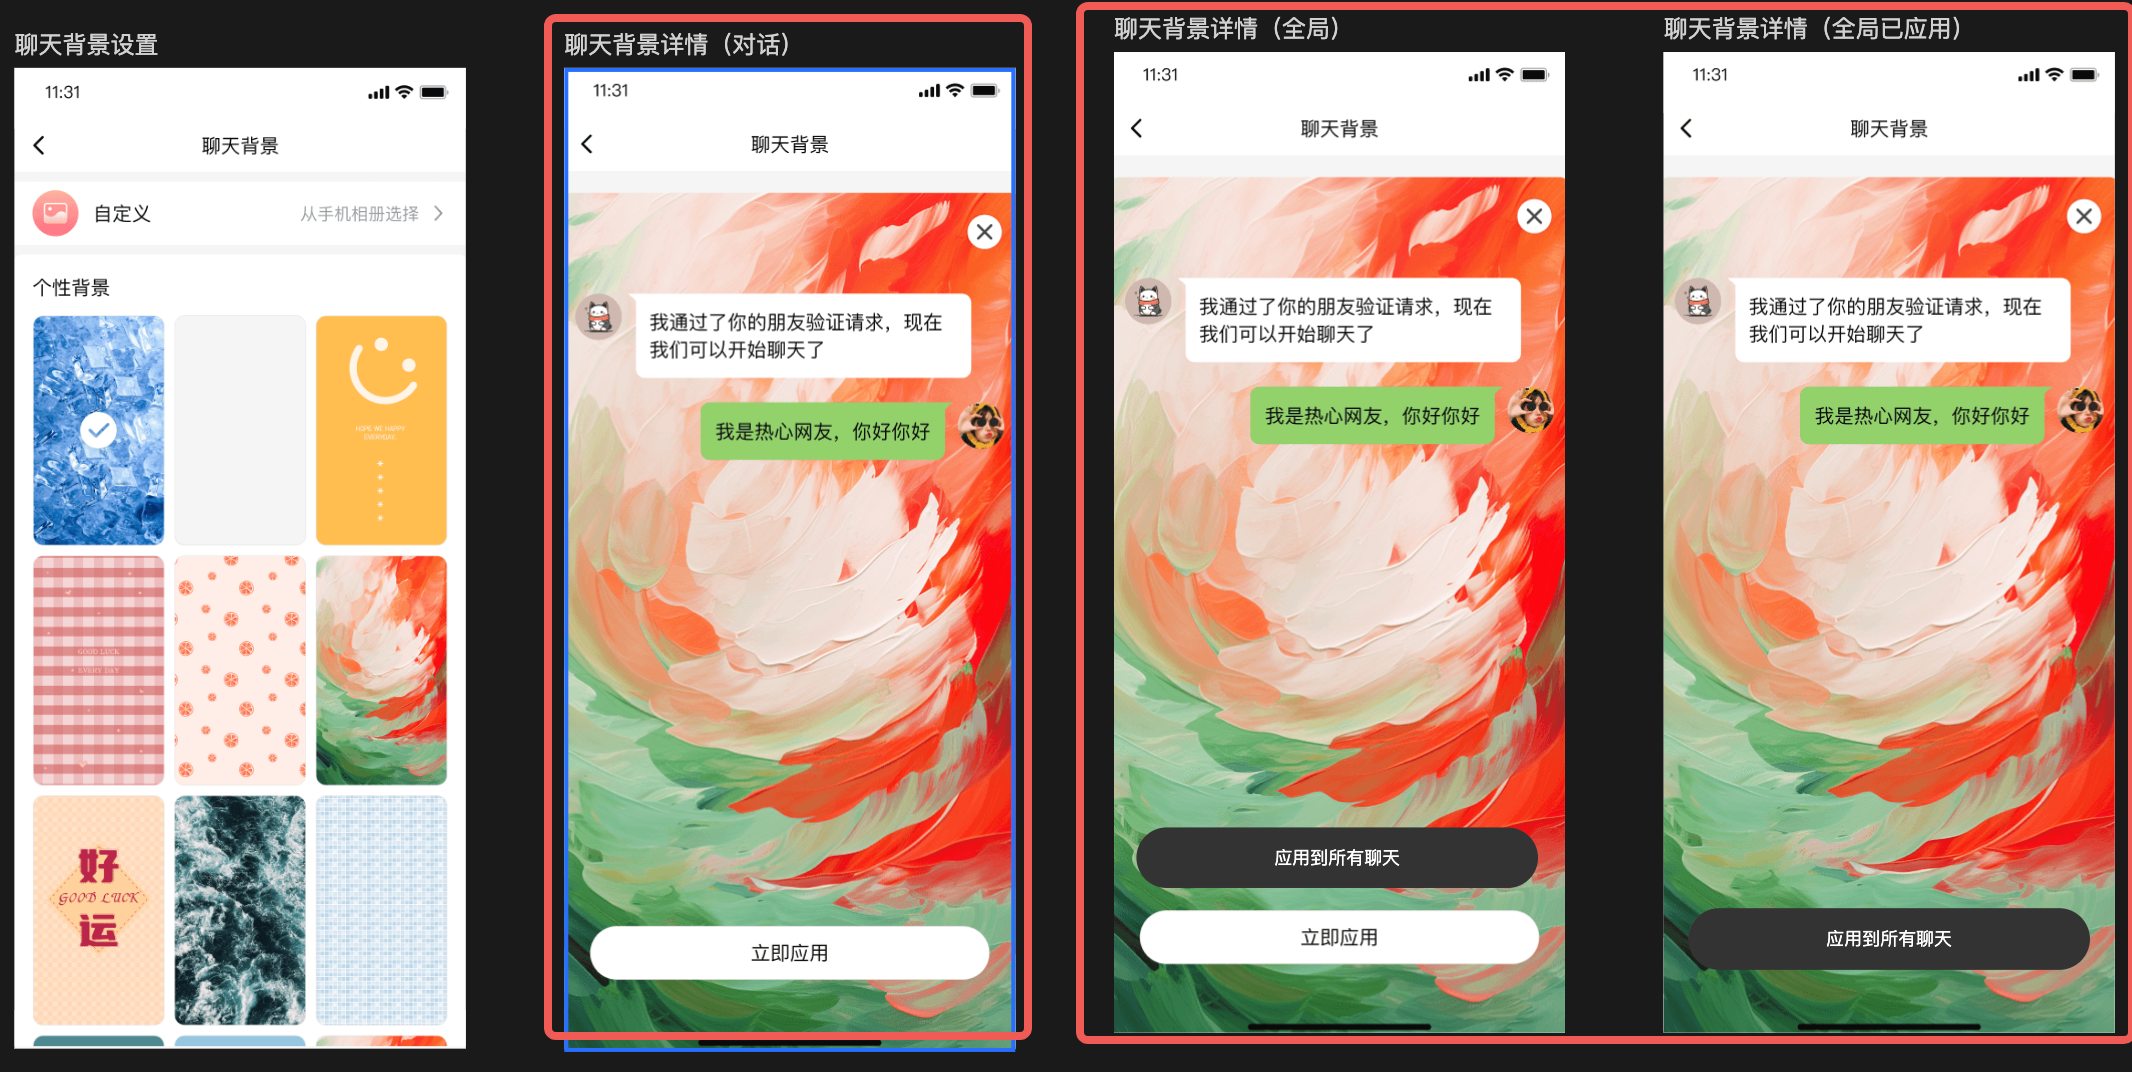 聊天背景设置
11:31
聊天背景
自定义
从手机相册选择
个性背景
HOPE WE HAPPY
EVERYDAY.
GOOD LUCK
+ EVERY DAY
好
GOOD LUCK
运
聊天背景详情（对话）
11:31
聊天背景
我通过了你的朋友验证请求，现在
我们可以开始聊天了
我是热心网友，你好你好
立即应用
聊天背景详情（全局）
11:31
聊天背景
我通过了你的朋友验证请求，现在
我们可以开始聊天了
我是热心网友，你好你好
应用到所有聊天
立即应用
聊天背景详情（全局已应用）
11:31
聊天背景
我通过了你的朋友验证请求，现在
我们可以开始聊天了
我是热心网友，你好你好
应用到所有聊天